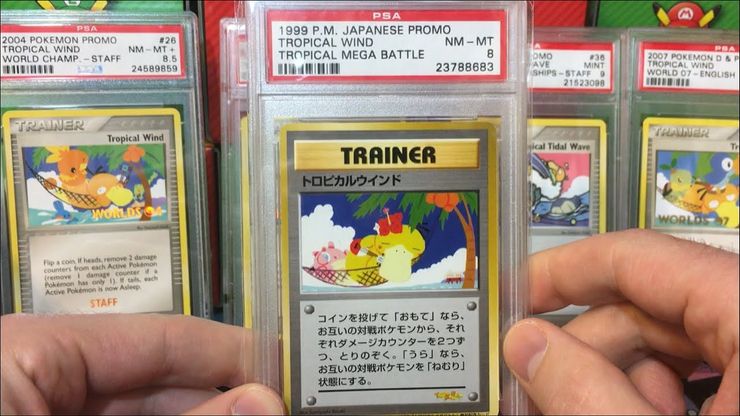 PSA
2004 POKEMON PROMO #26
TROPICAL WIND NM-MT+
WORLD CHAMP.-STAFF 8.5
24589859
TRAINER
Tropical Wind
WORLDS 04
Flip a coin. If heads, remove 2 damage
counters from each Active Pokémon
(remove 1 damage counter if a
Pokémon has only 1). If tails, each
Active Pokémon is now Asleep.
STAFF
PSA
1999 P.M. JAPANESE PROMO
TROPICAL WIND NM-MT
TROPICAL MEGA BATTLE 8
23788683
TRAINER
トロピカルウインド
コインを投げて「おもて」なら、
お互いの対戦ポケモンから、それ
ぞれダメージカウンターを2つず
つ、とりのぞく。「うら」なら、
お互いの対戦ポケモンを「ねむり」
状態にする。
PSA
OMO #36
AVE MINT
SHIPS-STAFF 9
21523098
ical Tidal Wave
PSA
2007 POKEMON D & P
TROPICAL WIND
WORLD 07-ENGLISH
TRAINER
Tr
WORLDS 07